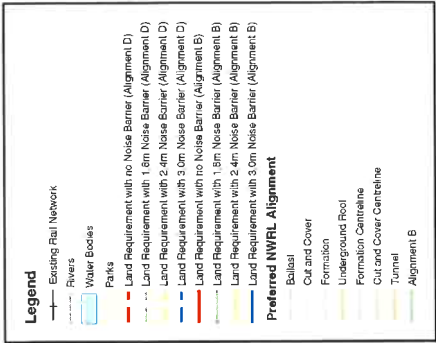 Legend
Existing Rail Network
Rivers
Water Bodies
Parks
Land Requirement with no Noise Barrier (Alignment D)
Land Requirement with 1.8m Noise Barrier (Alignment D)
Land Requirement with 2.4m Noise Barrier (Alignment D)
Land Requirement with 3.0m Noise Barrier (Alignment D)
Land Requirement with no Noise Barrier (Alignment B)
Land Requirement with 1.8m Noise Barrier (Alignment B)
Land Requirement with 2.4m Noise Barrier (Alignment B)
Land Requirement with 3.0m Noise Barrier (Alignment B)
Preferred NWRL Alignment
Ballast
Cut and Cover
Formation
Underground Roof
Formation Centreline
Cut and Cover Centreline
Tunnel
Alignment B